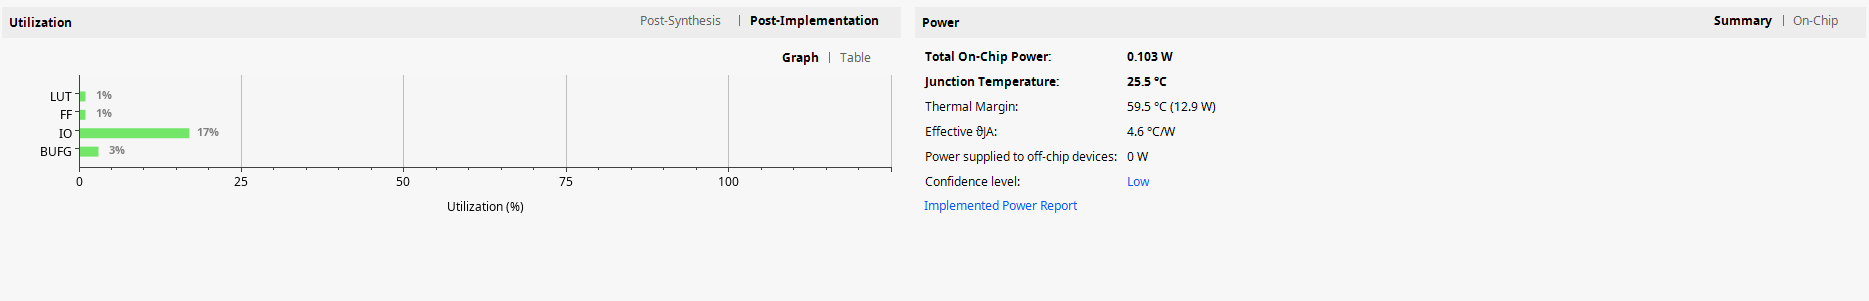 Utilization Post-Synthesis | Post-Implementation
Graph | Table
LUT 1%
FF 1%
IO 17%
BUFG 3%
0 25 50 75 100
Utilization (%)
Power Summary | On-Chip
Total On-Chip Power: 0.103 W
Junction Temperature: 25.5 °C
Thermal Margin: 59.5 °C (12.9 W)
Effective ϑJA: 4.6 °C/W
Power supplied to off-chip devices: 0 W
Confidence level: Low
Implemented Power Report